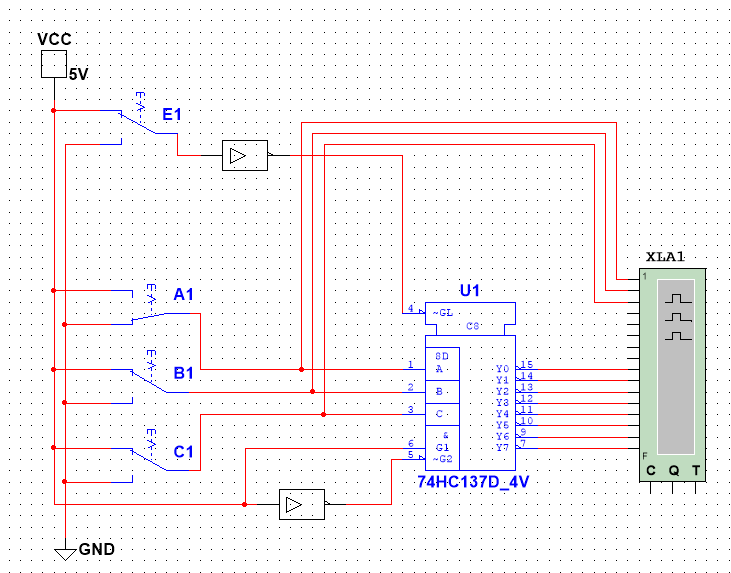 VCC
5V
E1
XLA1
A1
U1
1
4
~GL
C8
8D
B1
1
A
Y0
15
Y1
14
2
B
Y2
13
Y3
12
3
C
Y4
11
Y5
10
C1
&
Y6
9
6
G1
Y7
7
5
~G2
F
C Q T
74HC137D_4V
GND